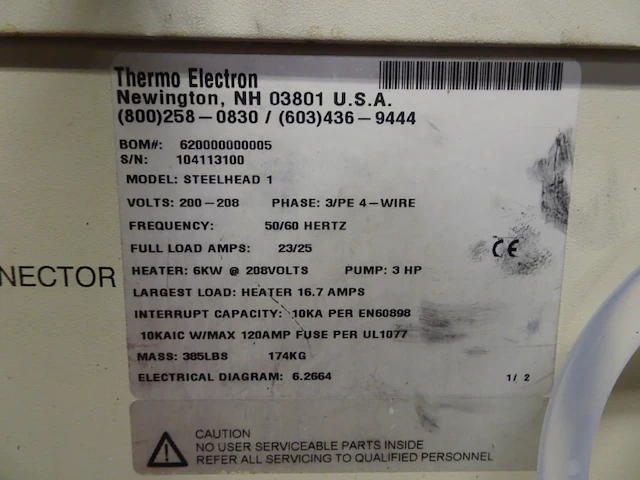 Thermo Electron
Newington, NH 03801 U.S.A.
(800)258-0830 / (603)436-9444
BOM#: 620000000005
S/N: 104113100
MODEL: STEELHEAD 1
VOLTS: 200-208 PHASE: 3/PE 4-WIRE
FREQUENCY: 50/60 HERTZ
FULL LOAD AMPS: 23/25
CE
NECTOR
HEATER: 6KW @ 208VOLTS PUMP: 3 HP
LARGEST LOAD: HEATER 16.7 AMPS
INTERRUPT CAPACITY: 10KA PER EN60898
10KAIC W/MAX 120AMP FUSE PER UL1077
MASS: 385LBS 174KG
ELECTRICAL DIAGRAM: 6.2664 1/ 2
CAUTION
NO USER SERVICEABLE PARTS INSIDE
REFER ALL SERVICING TO QUALIFIED PERSONNEL